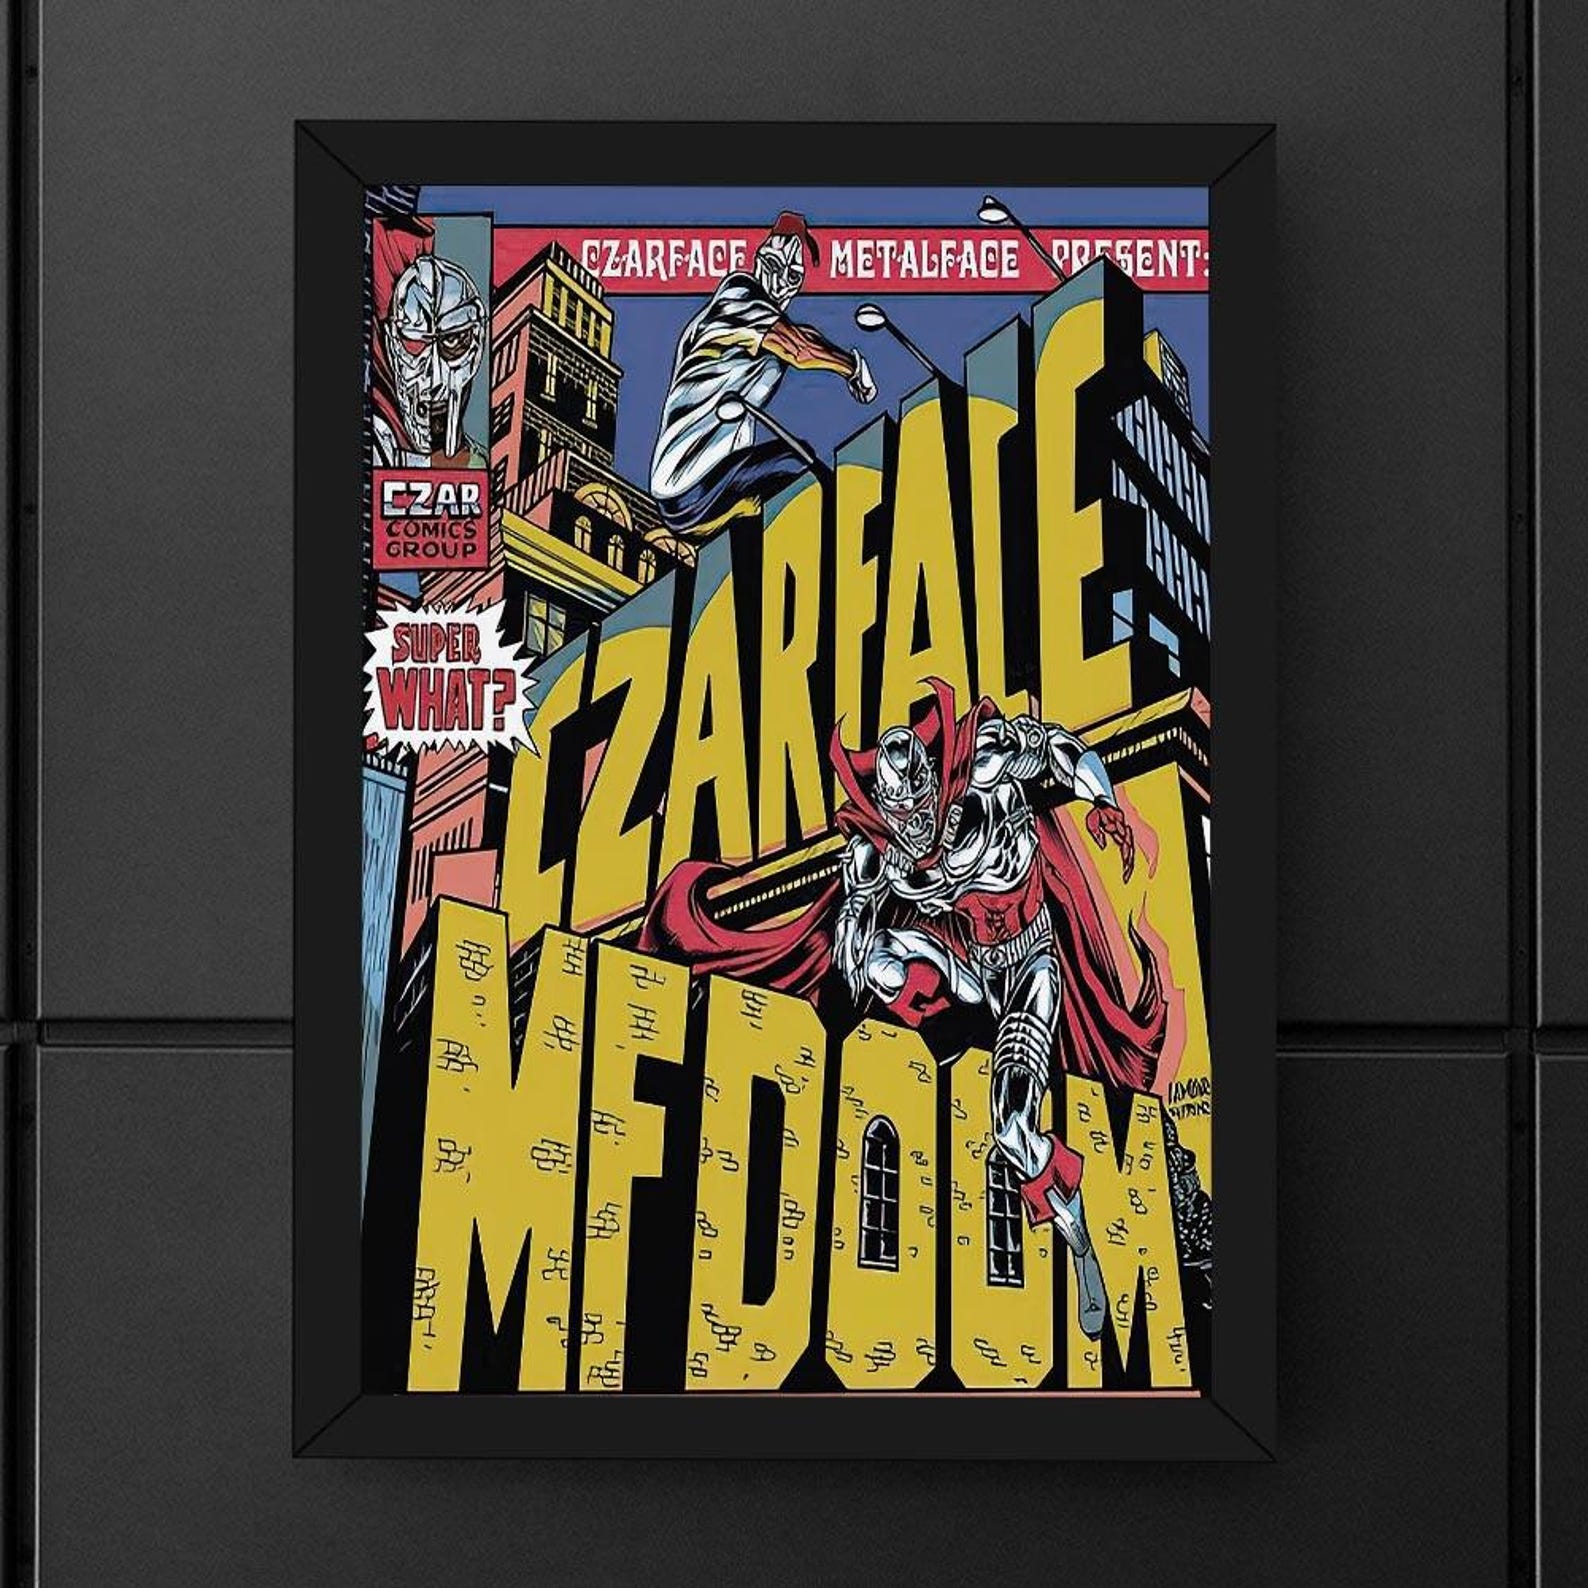 CZARFACE METALFACE PRESENT:
CZAR
COMICS
GROUP
SUPER
WHAT?
CZARFACE
MF DOOM